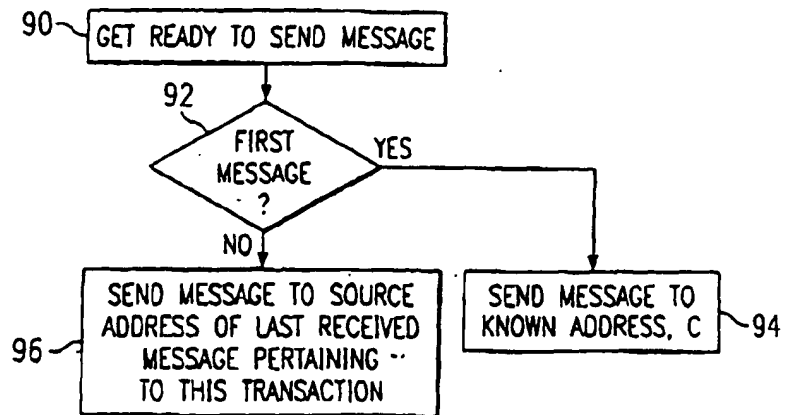 90
GET READY TO SEND MESSAGE
92
FIRST
MESSAGE
?
YES
NO
SEND MESSAGE TO SOURCE
ADDRESS OF LAST RECEIVED
MESSAGE PERTAINING
TO THIS TRANSACTION
96
SEND MESSAGE TO
KNOWN ADDRESS, C
94